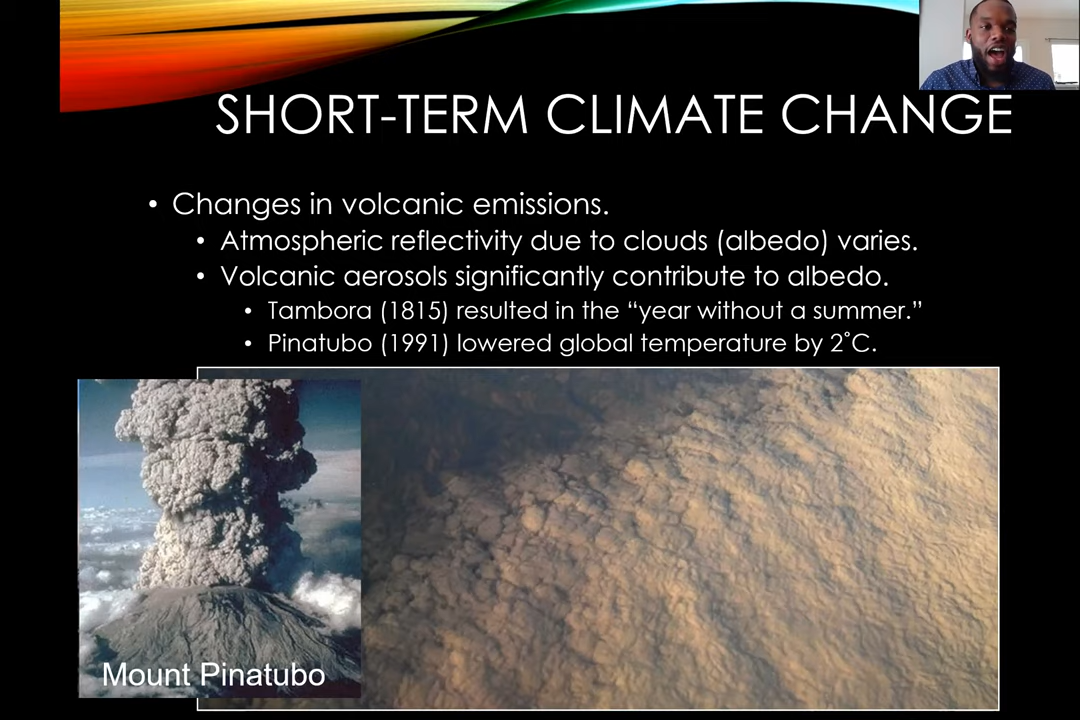 SHORT-TERM CLIMATE CHANGE
• Changes in volcanic emissions.
• Atmospheric reflectivity due to clouds (albedo) varies.
• Volcanic aerosols significantly contribute to albedo.
• Tambora (1815) resulted in the “year without a summer.”
• Pinatubo (1991) lowered global temperature by 2˚C.
Mount Pinatubo